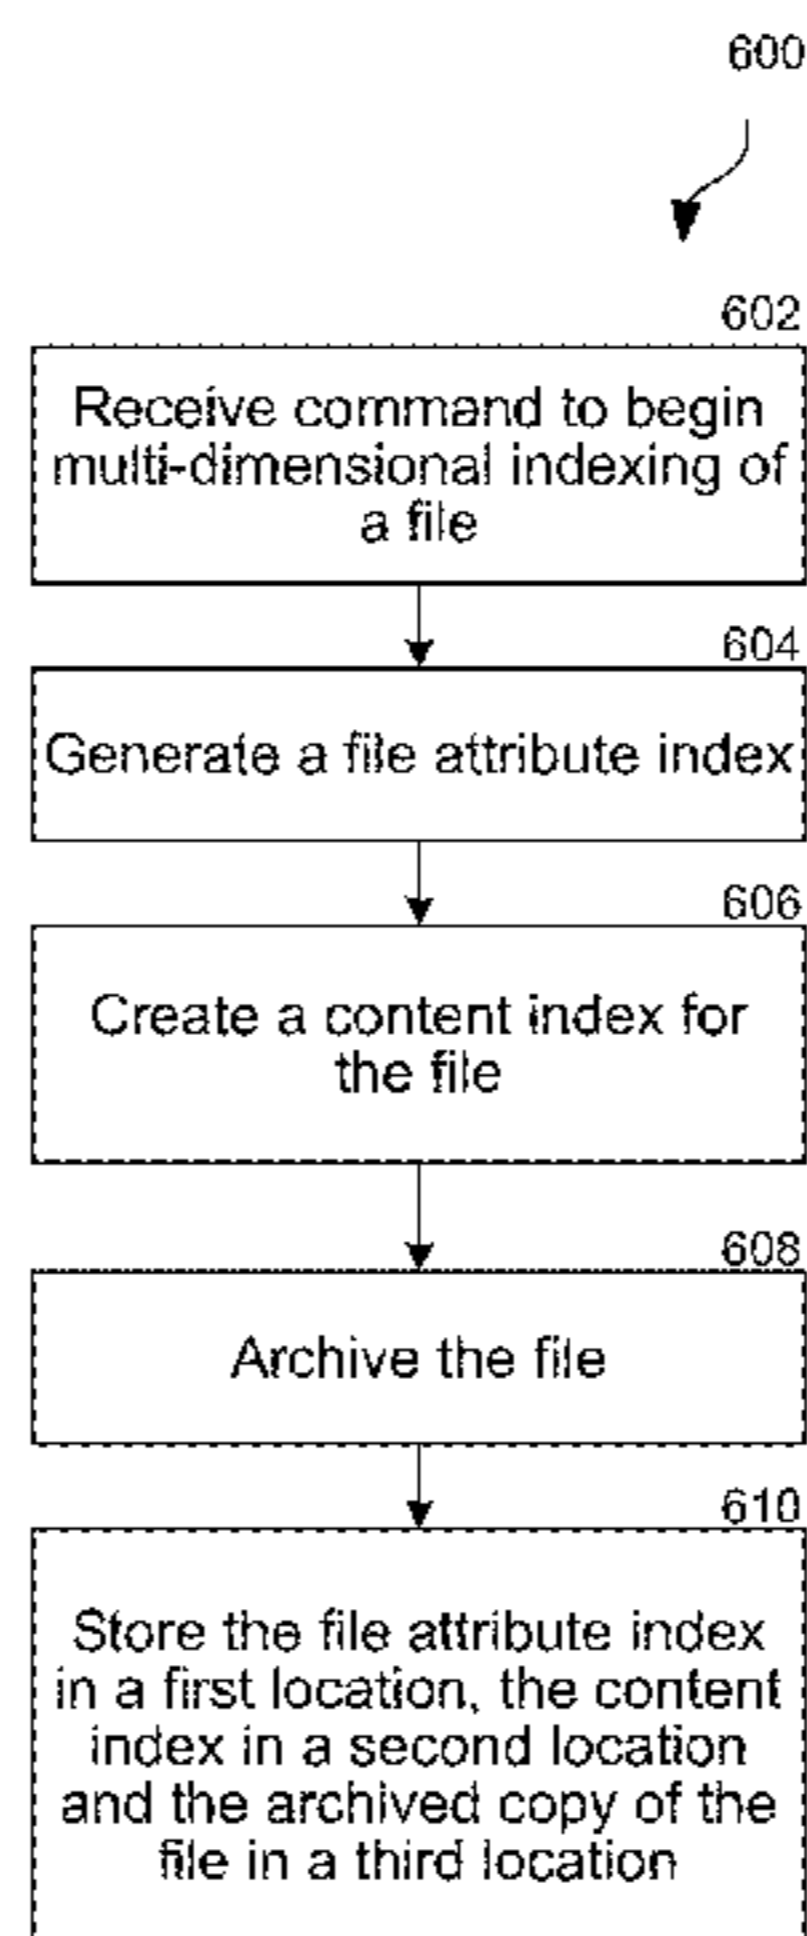 600
602
Receive command to begin
multi-dimensional indexing of
a file
604
Generate a file attribute index
606
Create a content index for
the file
608
Archive the file
610
Store the file attribute index
in a first location, the content
index in a second location
and the archived copy of the
file in a third location